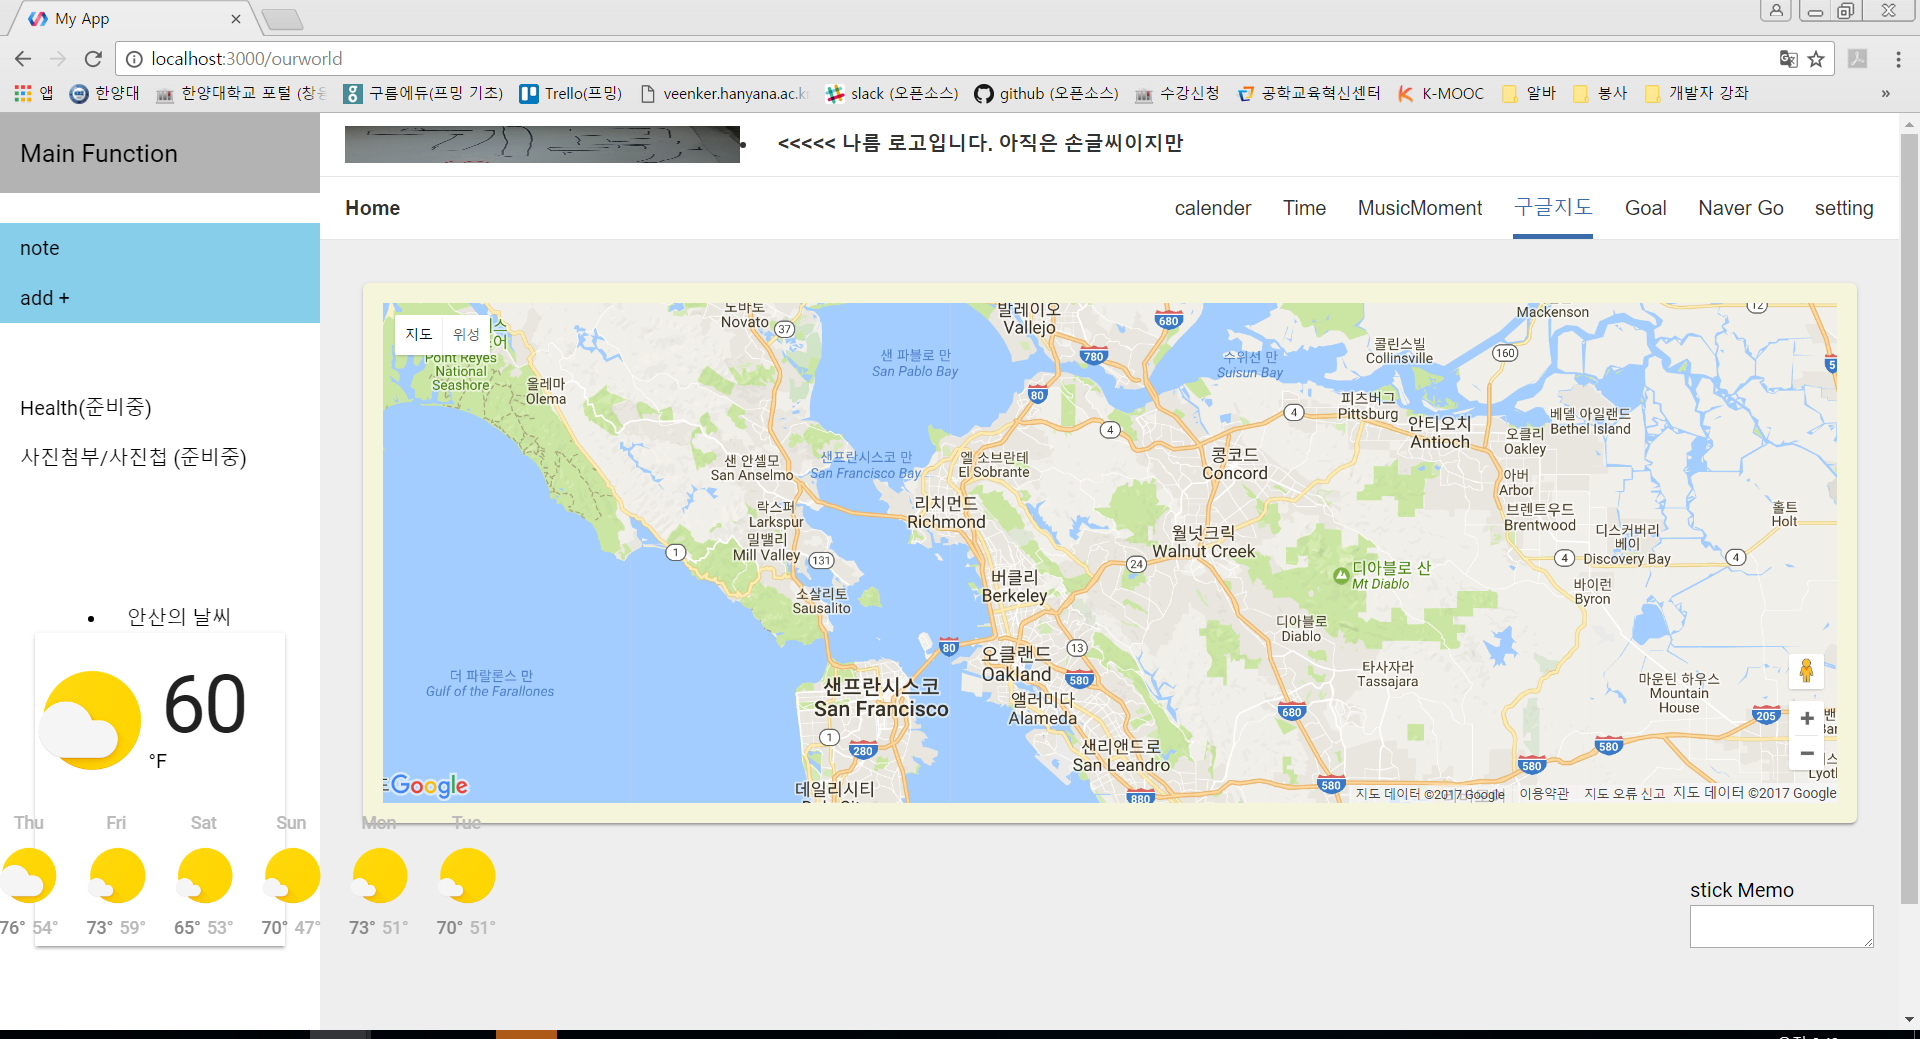 My App
localhost:3000/ourworld
앱 한양대 한양대학교 포털 (창의 구름에듀(프밍 기초) Trello(프밍) veenker.hanyana.ac.k slack (오픈소스) github (오픈소스) 수강신청 공학교육혁신센터 K-MOOC 알바 봉사 개발자 강좌 »
Main Function
<<<<< 나름 로고입니다. 아직은 손글씨이지만
Home calender Time MusicMoment 구글지도 Goal Naver Go setting
note
add +
Health(준비중)
사진첨부/사진첩 (준비중)
안산의 날씨
60
°F
Thu Fri Sat Sun Mon Tue
76° 54° 73° 59° 65° 53° 70° 47° 73° 51° 70° 51°
지도 위성
노바토
Novato
37
발레이오
Vallejo
680
Mackenson
12
780
콜린스빌
Collinsville
160
5
Point Reyes
National
Seashore
샌 파블로 만
San Pablo Bay
수위선 만
Suisun Bay
올레마
Olema
80
4
4
피츠버그
Pittsburg
안티오치
Antioch
베델 아일랜드
Bethel Island
오클리
Oakley
샌 안셀모
San Anselmo
샌프란시스코 만
San Francisco Bay
엘 소브란테
El Sobrante
콩코드
Concord
아버
Arbor
락스퍼
Larkspur
리치먼드
Richmond
브렌트우드
Brentwood
홀트
Holt
밀밸리
Mill Valley
월넛크릭
Walnut Creek
디스커버리
베이
Discovery Bay
1
131
24
4
4
버클리
Berkeley
디아블로 산
Mt Diablo
바이런
Byron
소살리토
Sausalito
디아블로
Diablo
80
13
오클랜드
Oakland
580
타사자라
Tassajara
더 파랄론스 만
Gulf of the Farallones
샌프란시스코
San Francisco
앨러미다
Alameda
680
마운틴 하우스
Mountain
House
205
1
280
샌리앤드로
San Leandro
580
580
580
880
데일리시티
Google
지도 데이터 ©2017 Google 이용약관 지도 오류 신고 지도 데이터 ©2017 Google
stick Memo